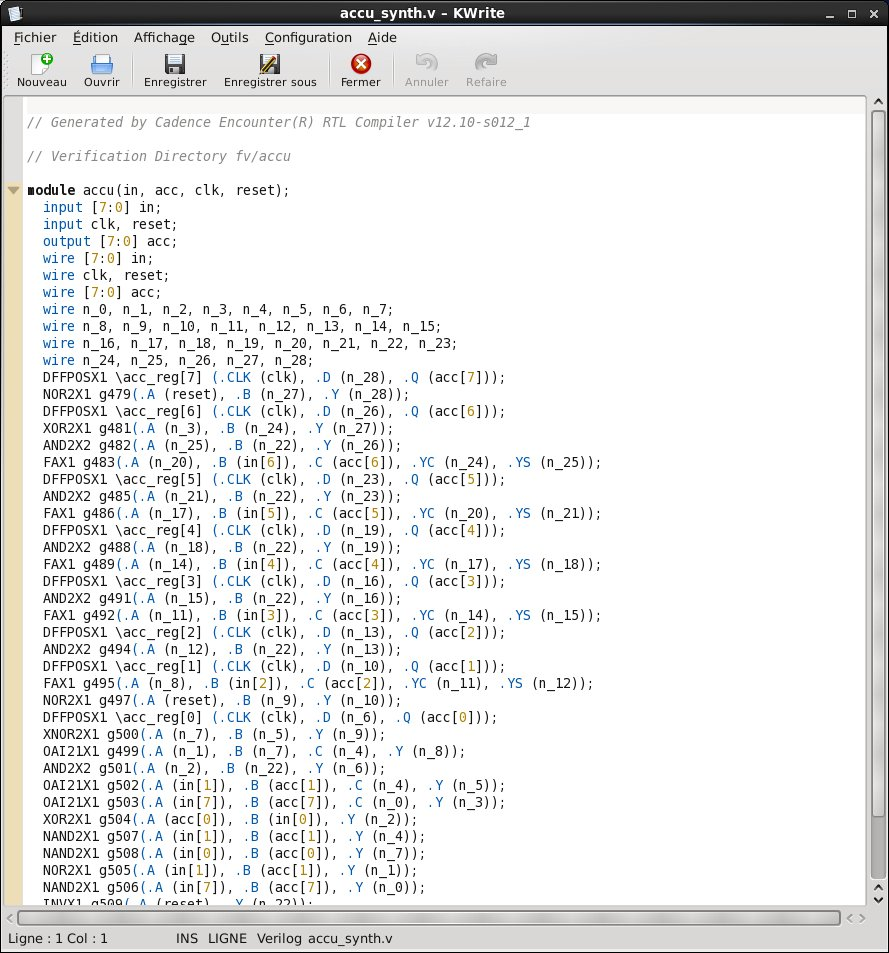 accu_synth.v – KWrite
Fichier Édition Affichage Outils Configuration Aide
Nouveau Ouvrir Enregistrer Enregistrer sous Fermer Annuler Refaire
// Generated by Cadence Encounter(R) RTL Compiler v12.10-s012_1
// Verification Directory fv/accu
module accu(in, acc, clk, reset);
input [7:0] in;
input clk, reset;
output [7:0] acc;
wire [7:0] in;
wire clk, reset;
wire [7:0] acc;
wire n_0, n_1, n_2, n_3, n_4, n_5, n_6, n_7;
wire n_8, n_9, n_10, n_11, n_12, n_13, n_14, n_15;
wire n_16, n_17, n_18, n_19, n_20, n_21, n_22, n_23;
wire n_24, n_25, n_26, n_27, n_28;
DFFPOSX1 \acc_reg[7] (.CLK (clk), .D (n_28), .Q (acc[7]));
NOR2X1 g479(.A (reset), .B (n_27), .Y (n_28));
DFFPOSX1 \acc_reg[6] (.CLK (clk), .D (n_26), .Q (acc[6]));
XOR2X1 g481(.A (n_3), .B (n_24), .Y (n_27));
AND2X2 g482(.A (n_25), .B (n_22), .Y (n_26));
FAX1 g483(.A (n_20), .B (in[6]), .C (acc[6]), .YC (n_24), .YS (n_25));
DFFPOSX1 \acc_reg[5] (.CLK (clk), .D (n_23), .Q (acc[5]));
AND2X2 g485(.A (n_21), .B (n_22), .Y (n_23));
FAX1 g486(.A (n_17), .B (in[5]), .C (acc[5]), .YC (n_20), .YS (n_21));
DFFPOSX1 \acc_reg[4] (.CLK (clk), .D (n_19), .Q (acc[4]));
AND2X2 g488(.A (n_18), .B (n_22), .Y (n_19));
FAX1 g489(.A (n_14), .B (in[4]), .C (acc[4]), .YC (n_17), .YS (n_18));
DFFPOSX1 \acc_reg[3] (.CLK (clk), .D (n_16), .Q (acc[3]));
AND2X2 g491(.A (n_15), .B (n_22), .Y (n_16));
FAX1 g492(.A (n_11), .B (in[3]), .C (acc[3]), .YC (n_14), .YS (n_15));
DFFPOSX1 \acc_reg[2] (.CLK (clk), .D (n_13), .Q (acc[2]));
AND2X2 g494(.A (n_12), .B (n_22), .Y (n_13));
DFFPOSX1 \acc_reg[1] (.CLK (clk), .D (n_10), .Q (acc[1]));
FAX1 g495(.A (n_8), .B (in[2]), .C (acc[2]), .YC (n_11), .YS (n_12));
NOR2X1 g497(.A (reset), .B (n_9), .Y (n_10));
DFFPOSX1 \acc_reg[0] (.CLK (clk), .D (n_6), .Q (acc[0]));
XNOR2X1 g500(.A (n_7), .B (n_5), .Y (n_9));
OAI21X1 g499(.A (n_1), .B (n_7), .C (n_4), .Y (n_8));
AND2X2 g501(.A (n_2), .B (n_22), .Y (n_6));
OAI21X1 g502(.A (in[1]), .B (acc[1]), .C (n_4), .Y (n_5));
OAI21X1 g503(.A (in[7]), .B (acc[7]), .C (n_0), .Y (n_3));
XOR2X1 g504(.A (acc[0]), .B (in[0]), .Y (n_2));
NAND2X1 g507(.A (in[1]), .B (acc[1]), .Y (n_4));
NAND2X1 g508(.A (in[0]), .B (acc[0]), .Y (n_7));
NOR2X1 g505(.A (in[1]), .B (acc[1]), .Y (n_1));
NAND2X1 g506(.A (in[7]), .B (acc[7]), .Y (n_0));
INVX1 g509(.A (reset), .Y (n_22));
Ligne : 1 Col : 1 INS LIGNE Verilog accu_synth.v